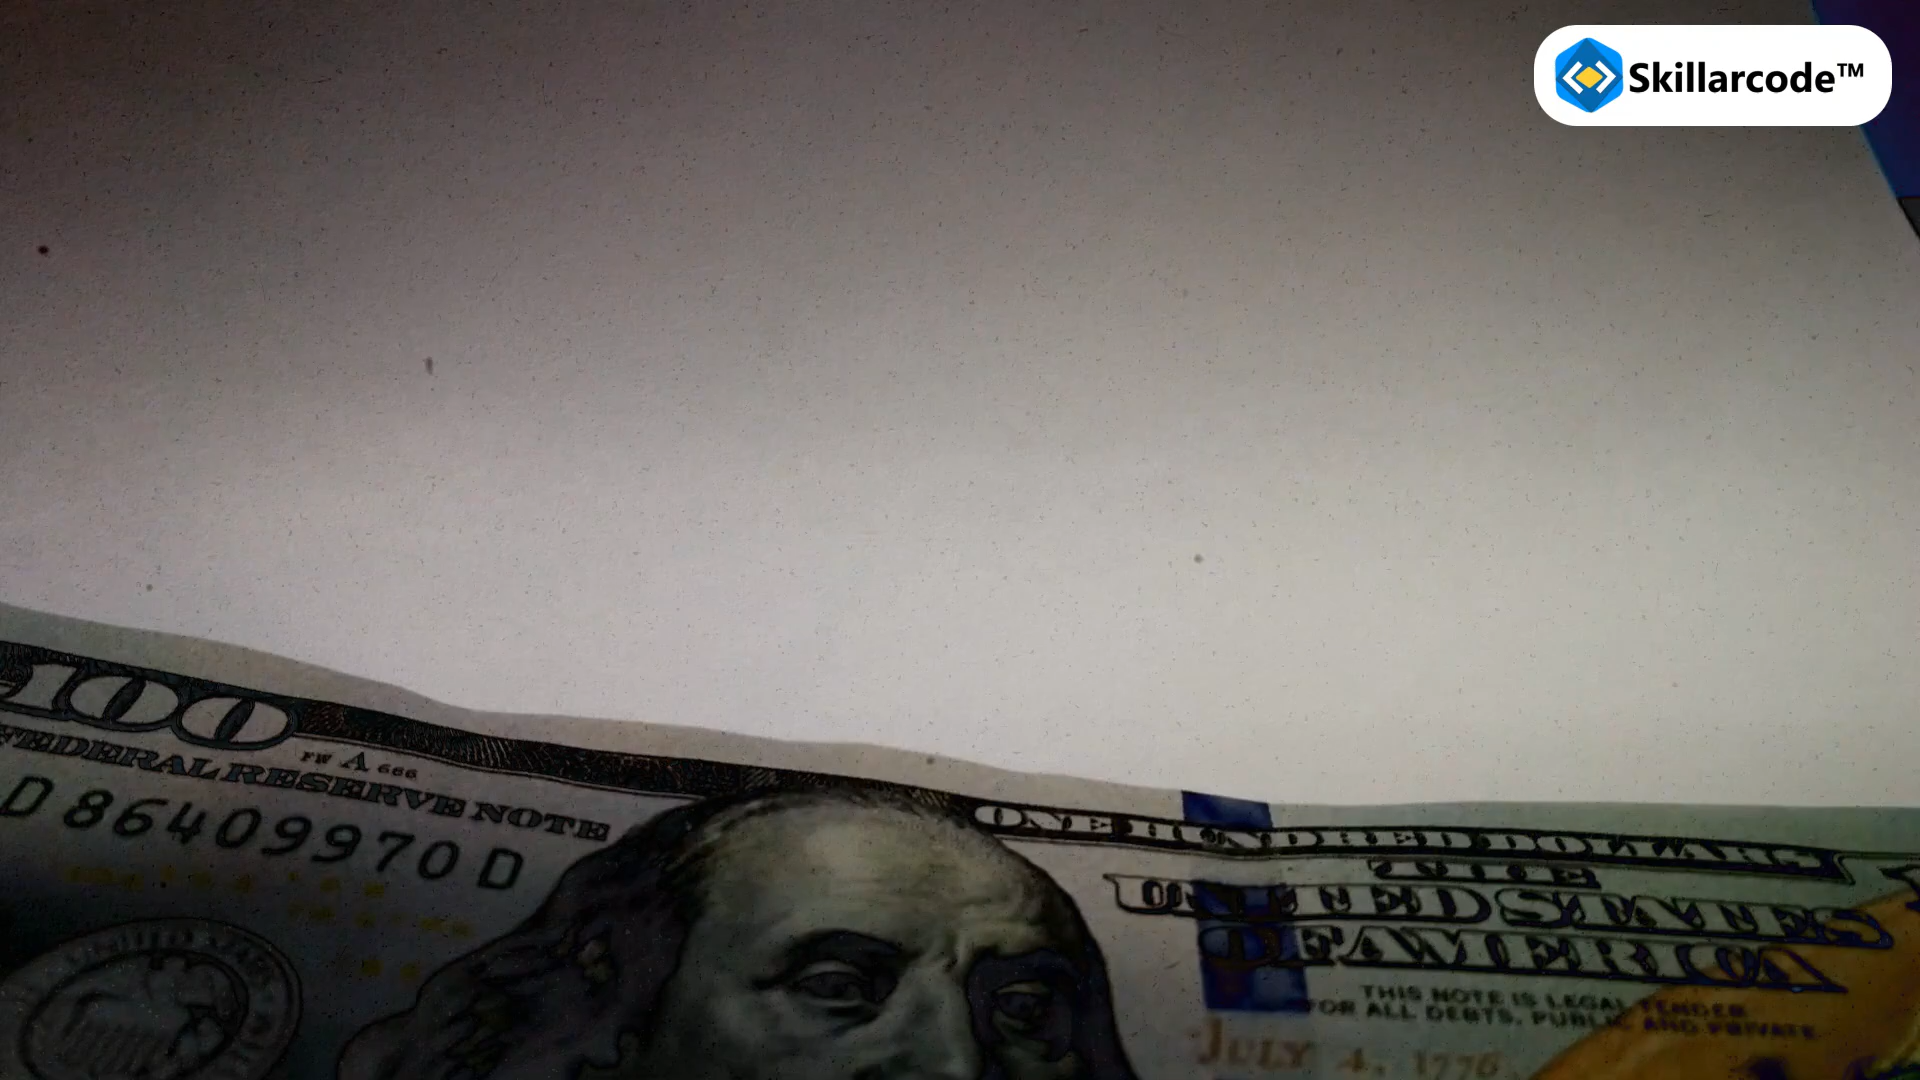 Skillarcode™
100
FEDERAL RESERVE NOTE
FW A 666
D 86409970 D
ONE HUNDRED DOLLARS
THE
UNITED STATES
OF AMERICA
THIS NOTE IS LEGAL TENDER
FOR ALL DEBTS, PUBLIC AND PRIVATE
JULY 4, 1776